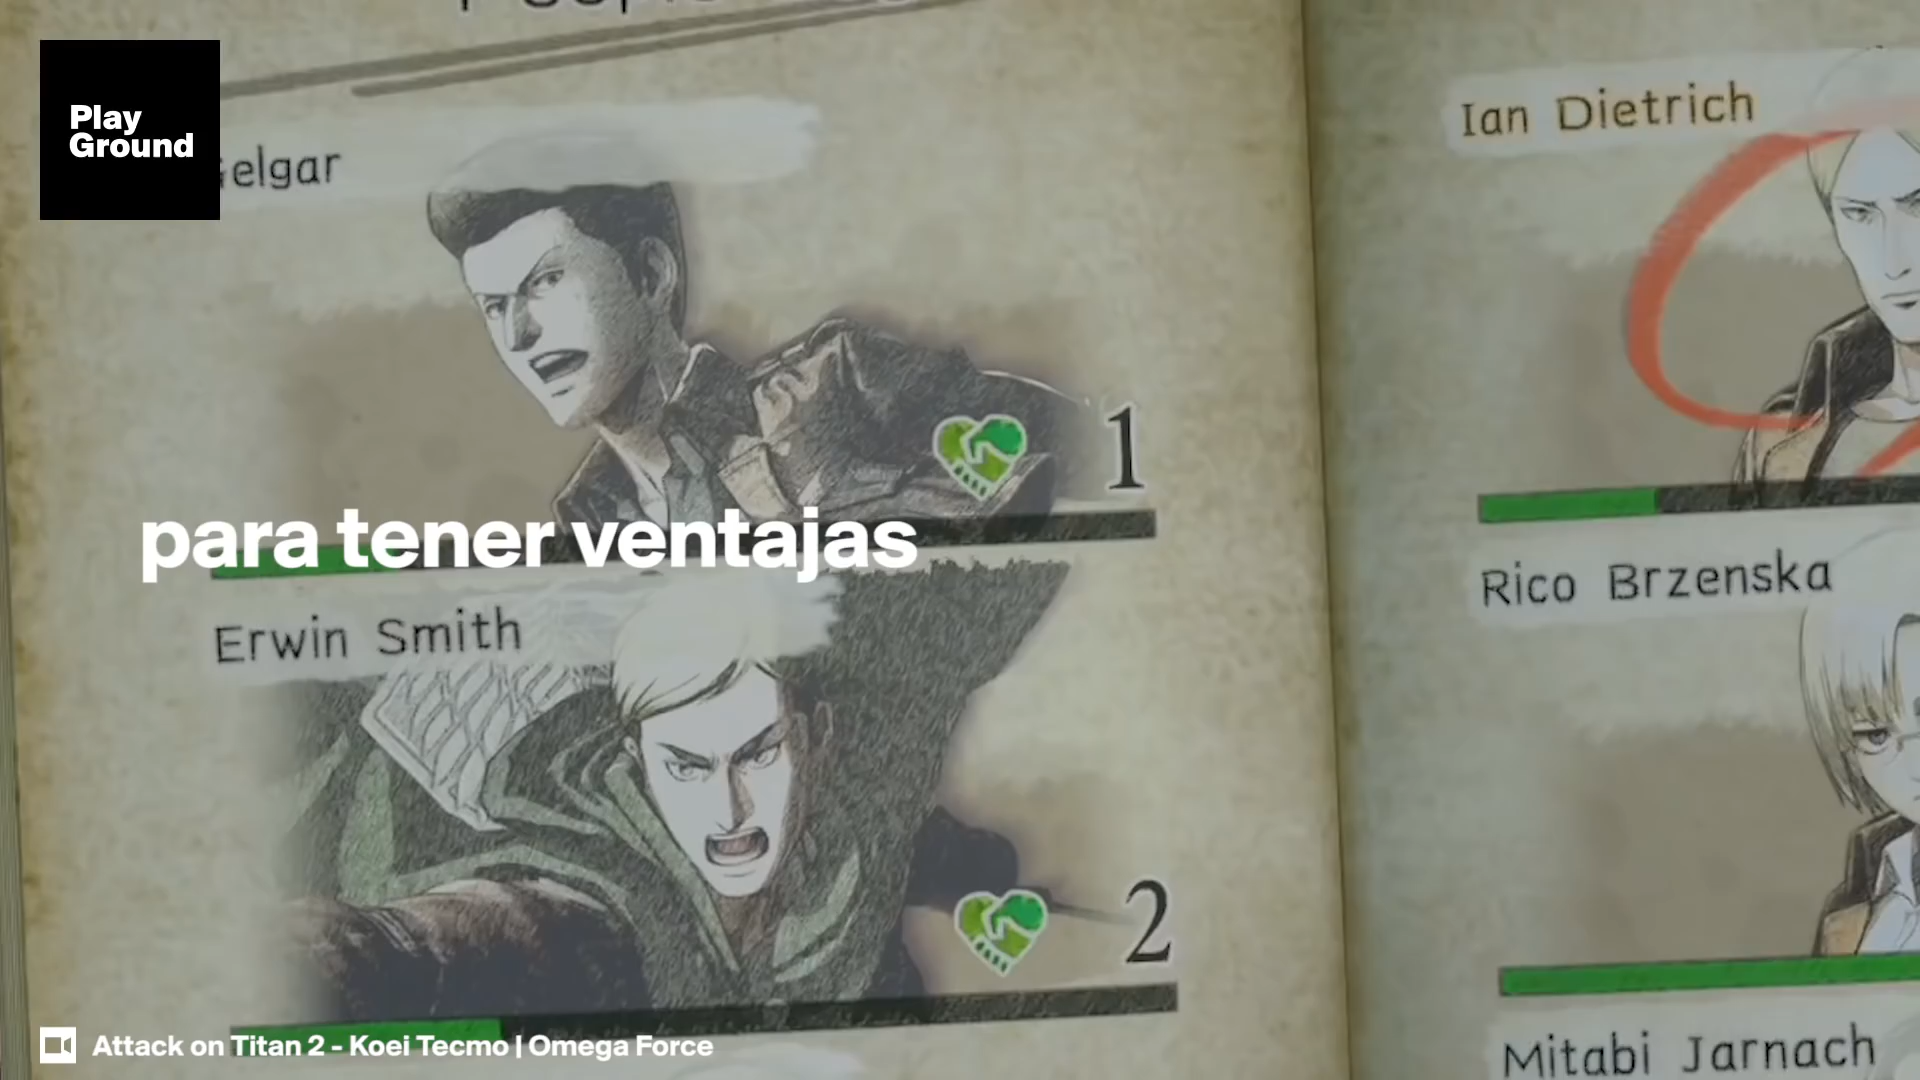 Play
Ground
elgar
1
Ian Dietrich
para tener ventajas
Erwin Smith
2
Rico Brzenska
Mitabi Jarnach
Attack on Titan 2 - Koei Tecmo | Omega Force